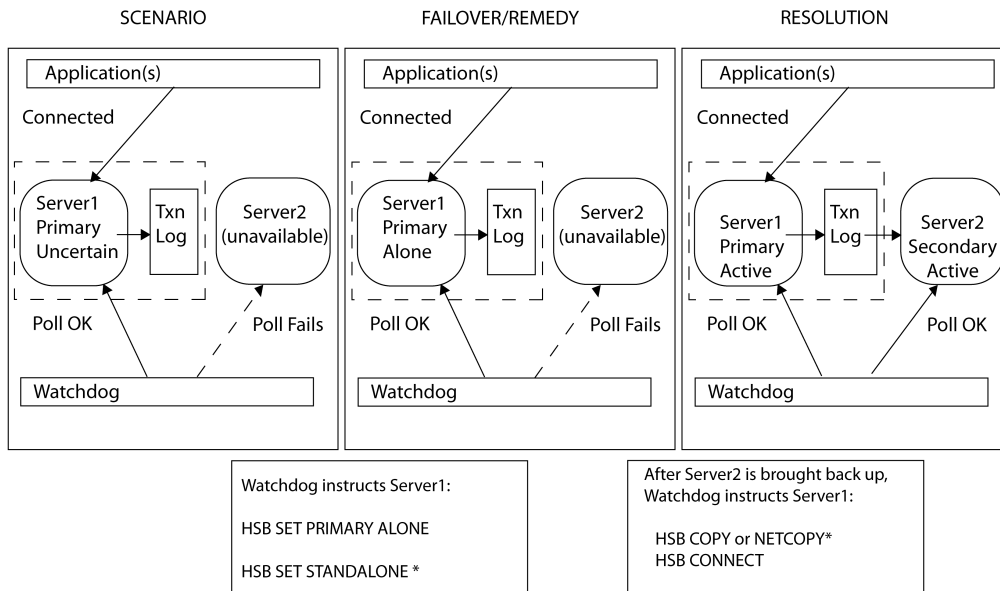 SCENARIO
FAILOVER/REMEDY
RESOLUTION
Application(s)
Connected
Server1
Primary
Uncertain
Txn
Log
Server2
(unavailable)
Poll OK
Poll Fails
Watchdog
Application(s)
Connected
Server1
Primary
Alone
Txn
Log
Server2
(unavailable)
Poll OK
Poll Fails
Watchdog
Application(s)
Connected
Server1
Primary
Active
Txn
Log
Server2
Secondary
Active
Poll OK
Poll OK
Watchdog
Watchdog instructs Server1:
HSB SET PRIMARY ALONE
HSB SET STANDALONE *
After Server2 is brought back up,
Watchdog instructs Server1:
HSB COPY or NETCOPY*
HSB CONNECT